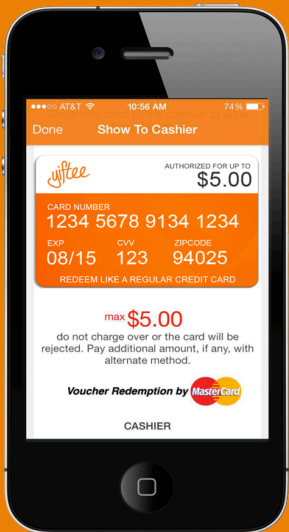 AT&T 10:56 AM 74%
Done Show To Cashier
yiftee
AUTHORIZED FOR UP TO
$5.00
CARD NUMBER
1234 5678 9134 1234
EXP CVV ZIPCODE
08/15 123 94025
REDEEM LIKE A REGULAR CREDIT CARD
max $5.00
do not charge over or the card will be
rejected. Pay additional amount, if any, with
alternate method.
Voucher Redemption by MasterCard
CASHIER